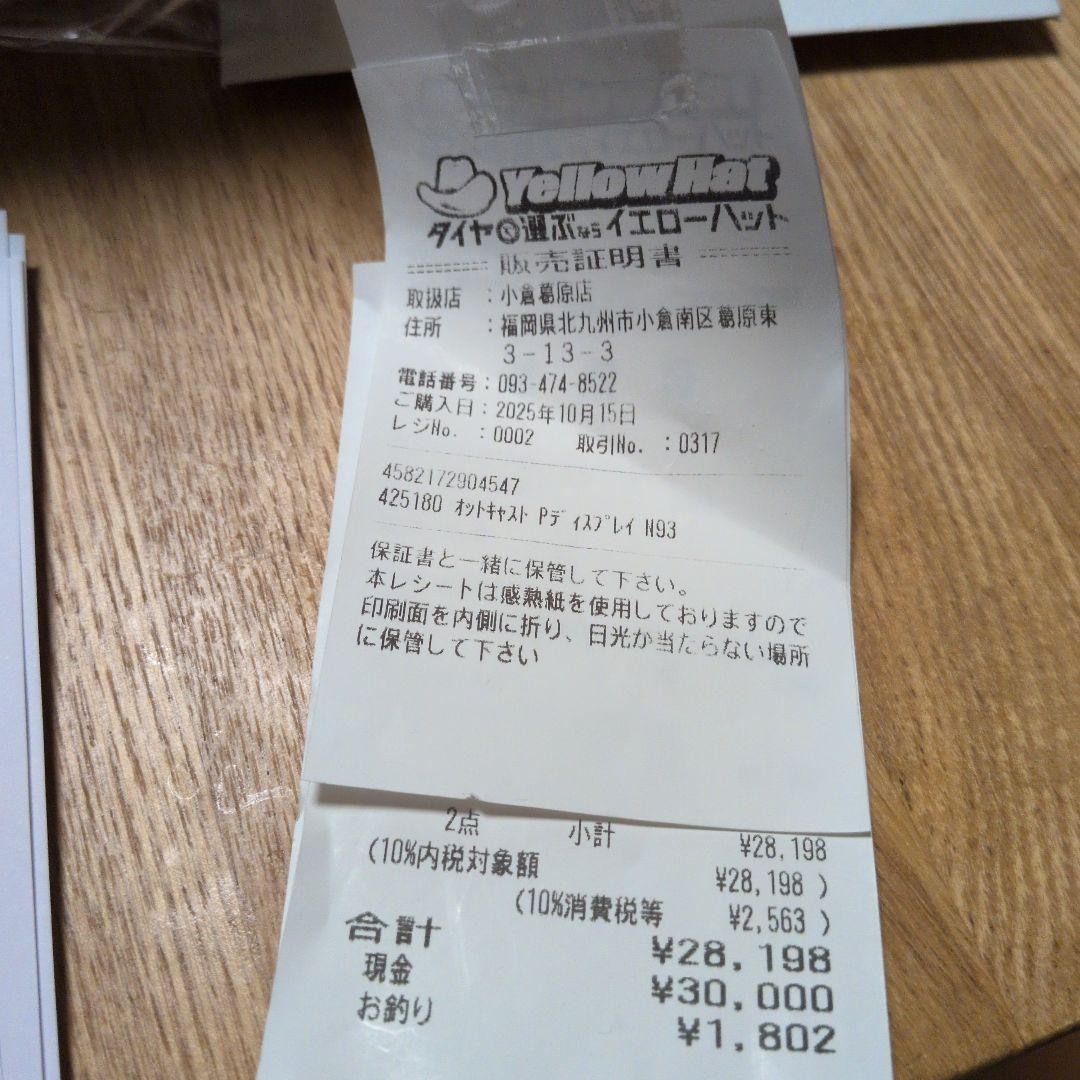 YellowHat
タイヤを選ぶならイエローハット
======== 販売証明書 ========
取扱店 : 小倉葛原店
住所 : 福岡県北九州市小倉南区葛原東
3-13-3
電話番号 : 093-474-8522
ご購入日 : 2025年10月15日
レジNo. : 0002 取引No. : 0317
4582172904547
425180 オットキャスト Pディスプレイ N93
保証書と一緒に保管して下さい。
本レシートは感熱紙を使用しておりますので
印刷面を内側に折り、日光が当たらない場所
に保管して下さい
2点 小計 ¥28,198
(10%内税対象額 ¥28,198 )
(10%消費税等 ¥2,563 )
合計 ¥28,198
現金 ¥30,000
お釣り ¥1,802